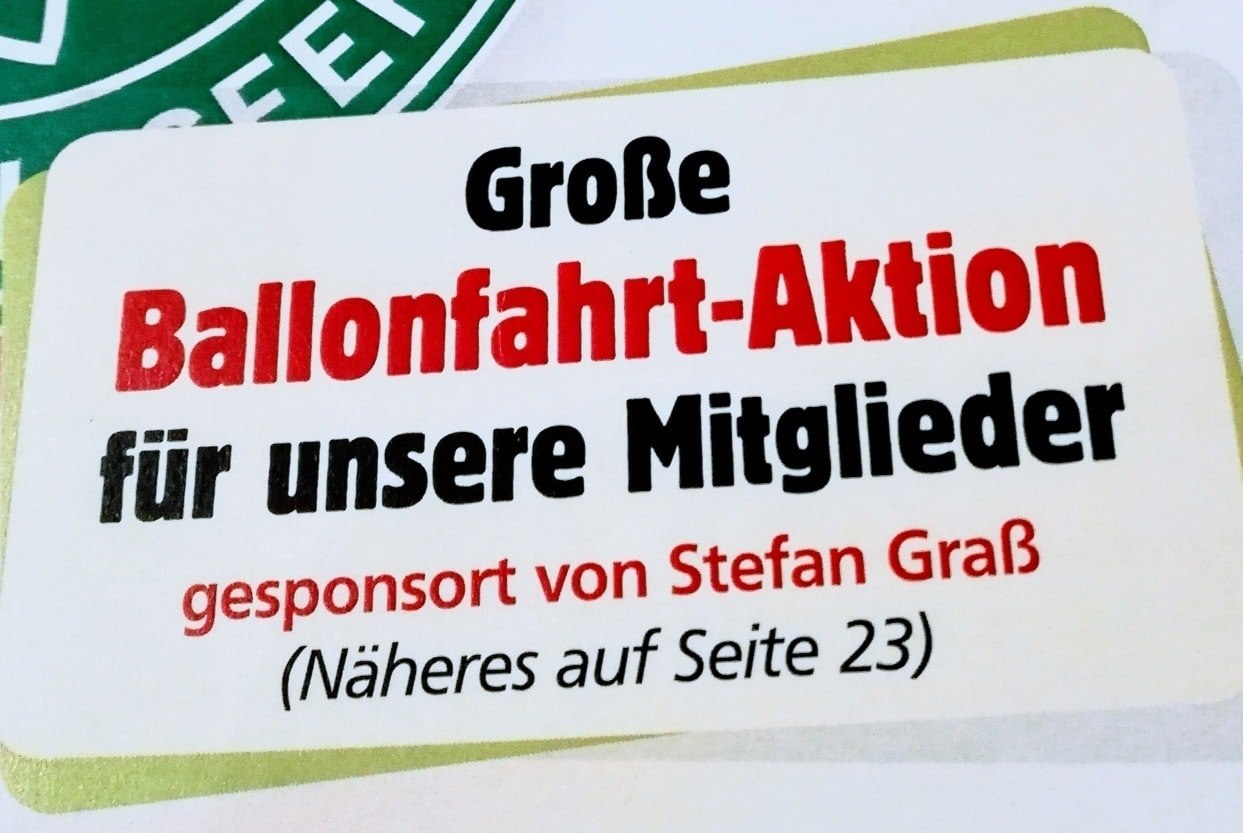 Große
Ballonfahrt-Aktion
für unsere Mitglieder
gesponsort von Stefan Graß
(Näheres auf Seite 23)